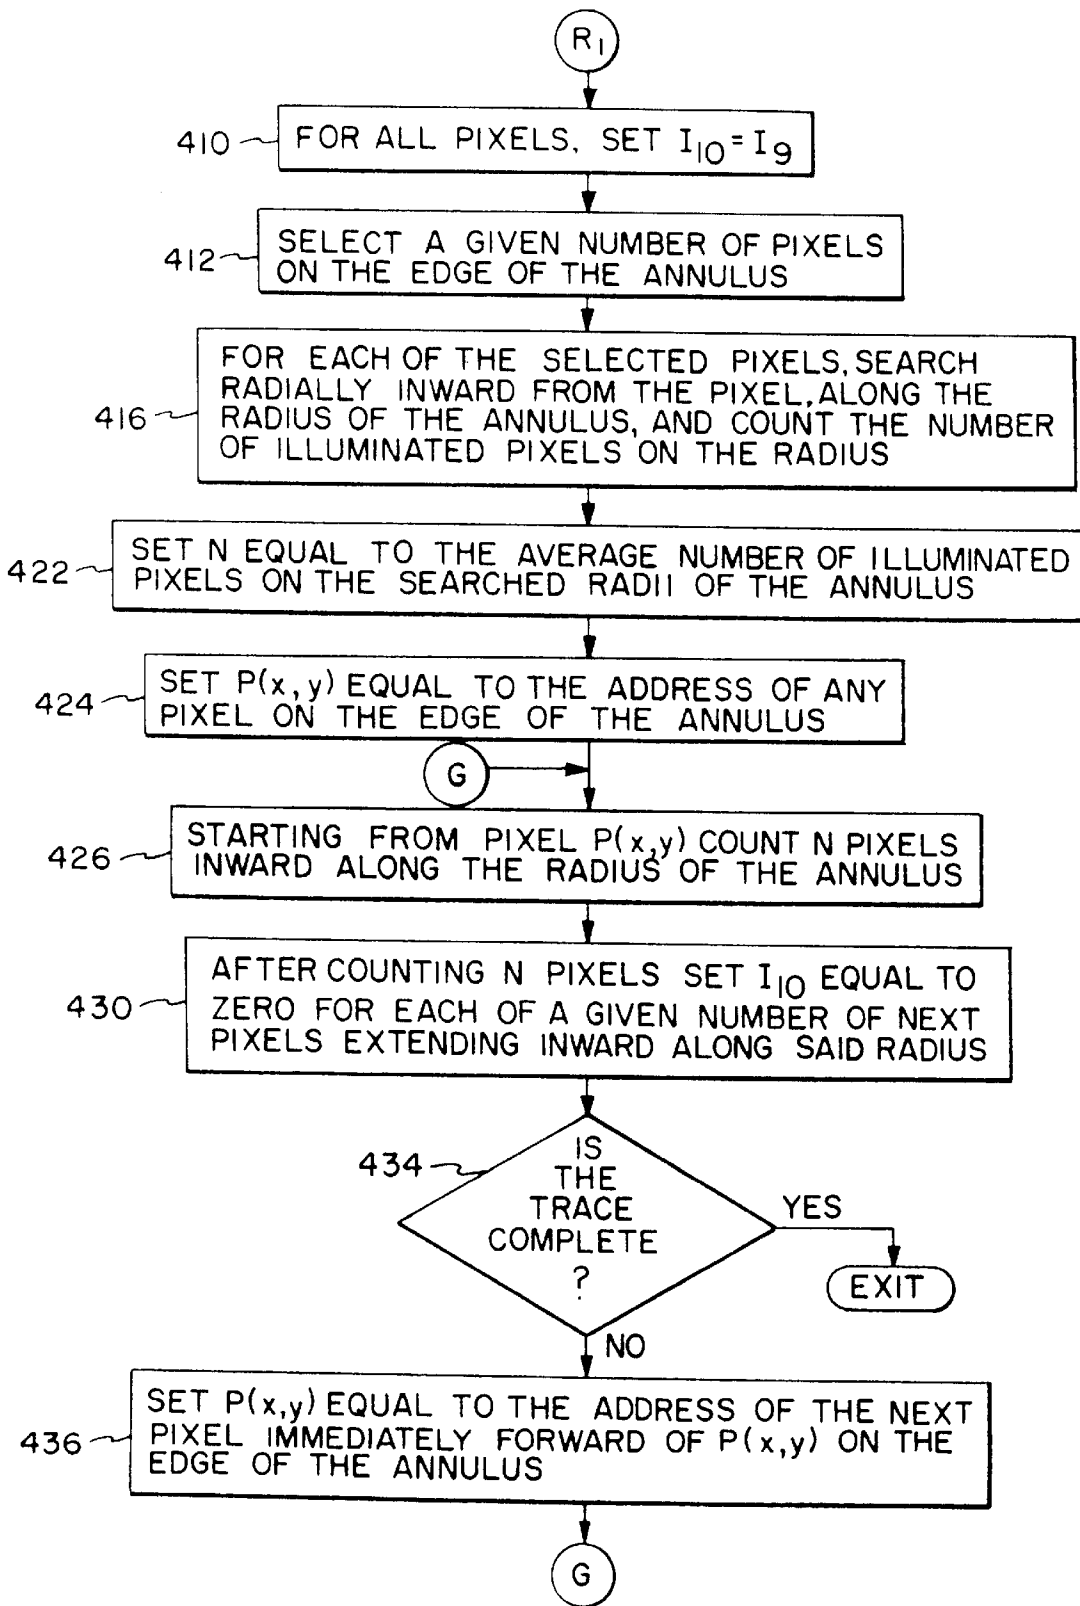 R1
410
FOR ALL PIXELS, SET I10 = I9
412
SELECT A GIVEN NUMBER OF PIXELS
ON THE EDGE OF THE ANNULUS
416
FOR EACH OF THE SELECTED PIXELS, SEARCH
RADIALLY INWARD FROM THE PIXEL, ALONG THE
RADIUS OF THE ANNULUS, AND COUNT THE NUMBER
OF ILLUMINATED PIXELS ON THE RADIUS
422
SET N EQUAL TO THE AVERAGE NUMBER OF ILLUMINATED
PIXELS ON THE SEARCHED RADII OF THE ANNULUS
424
SET P(x,y) EQUAL TO THE ADDRESS OF ANY
PIXEL ON THE EDGE OF THE ANNULUS
G
426
STARTING FROM PIXEL P(x,y) COUNT N PIXELS
INWARD ALONG THE RADIUS OF THE ANNULUS
430
AFTER COUNTING N PIXELS SET I10 EQUAL TO
ZERO FOR EACH OF A GIVEN NUMBER OF NEXT
PIXELS EXTENDING INWARD ALONG SAID RADIUS
434
IS
THE
TRACE
COMPLETE
?
YES
EXIT
NO
436
SET P(x,y) EQUAL TO THE ADDRESS OF THE NEXT
PIXEL IMMEDIATELY FORWARD OF P(x,y) ON THE
EDGE OF THE ANNULUS
G